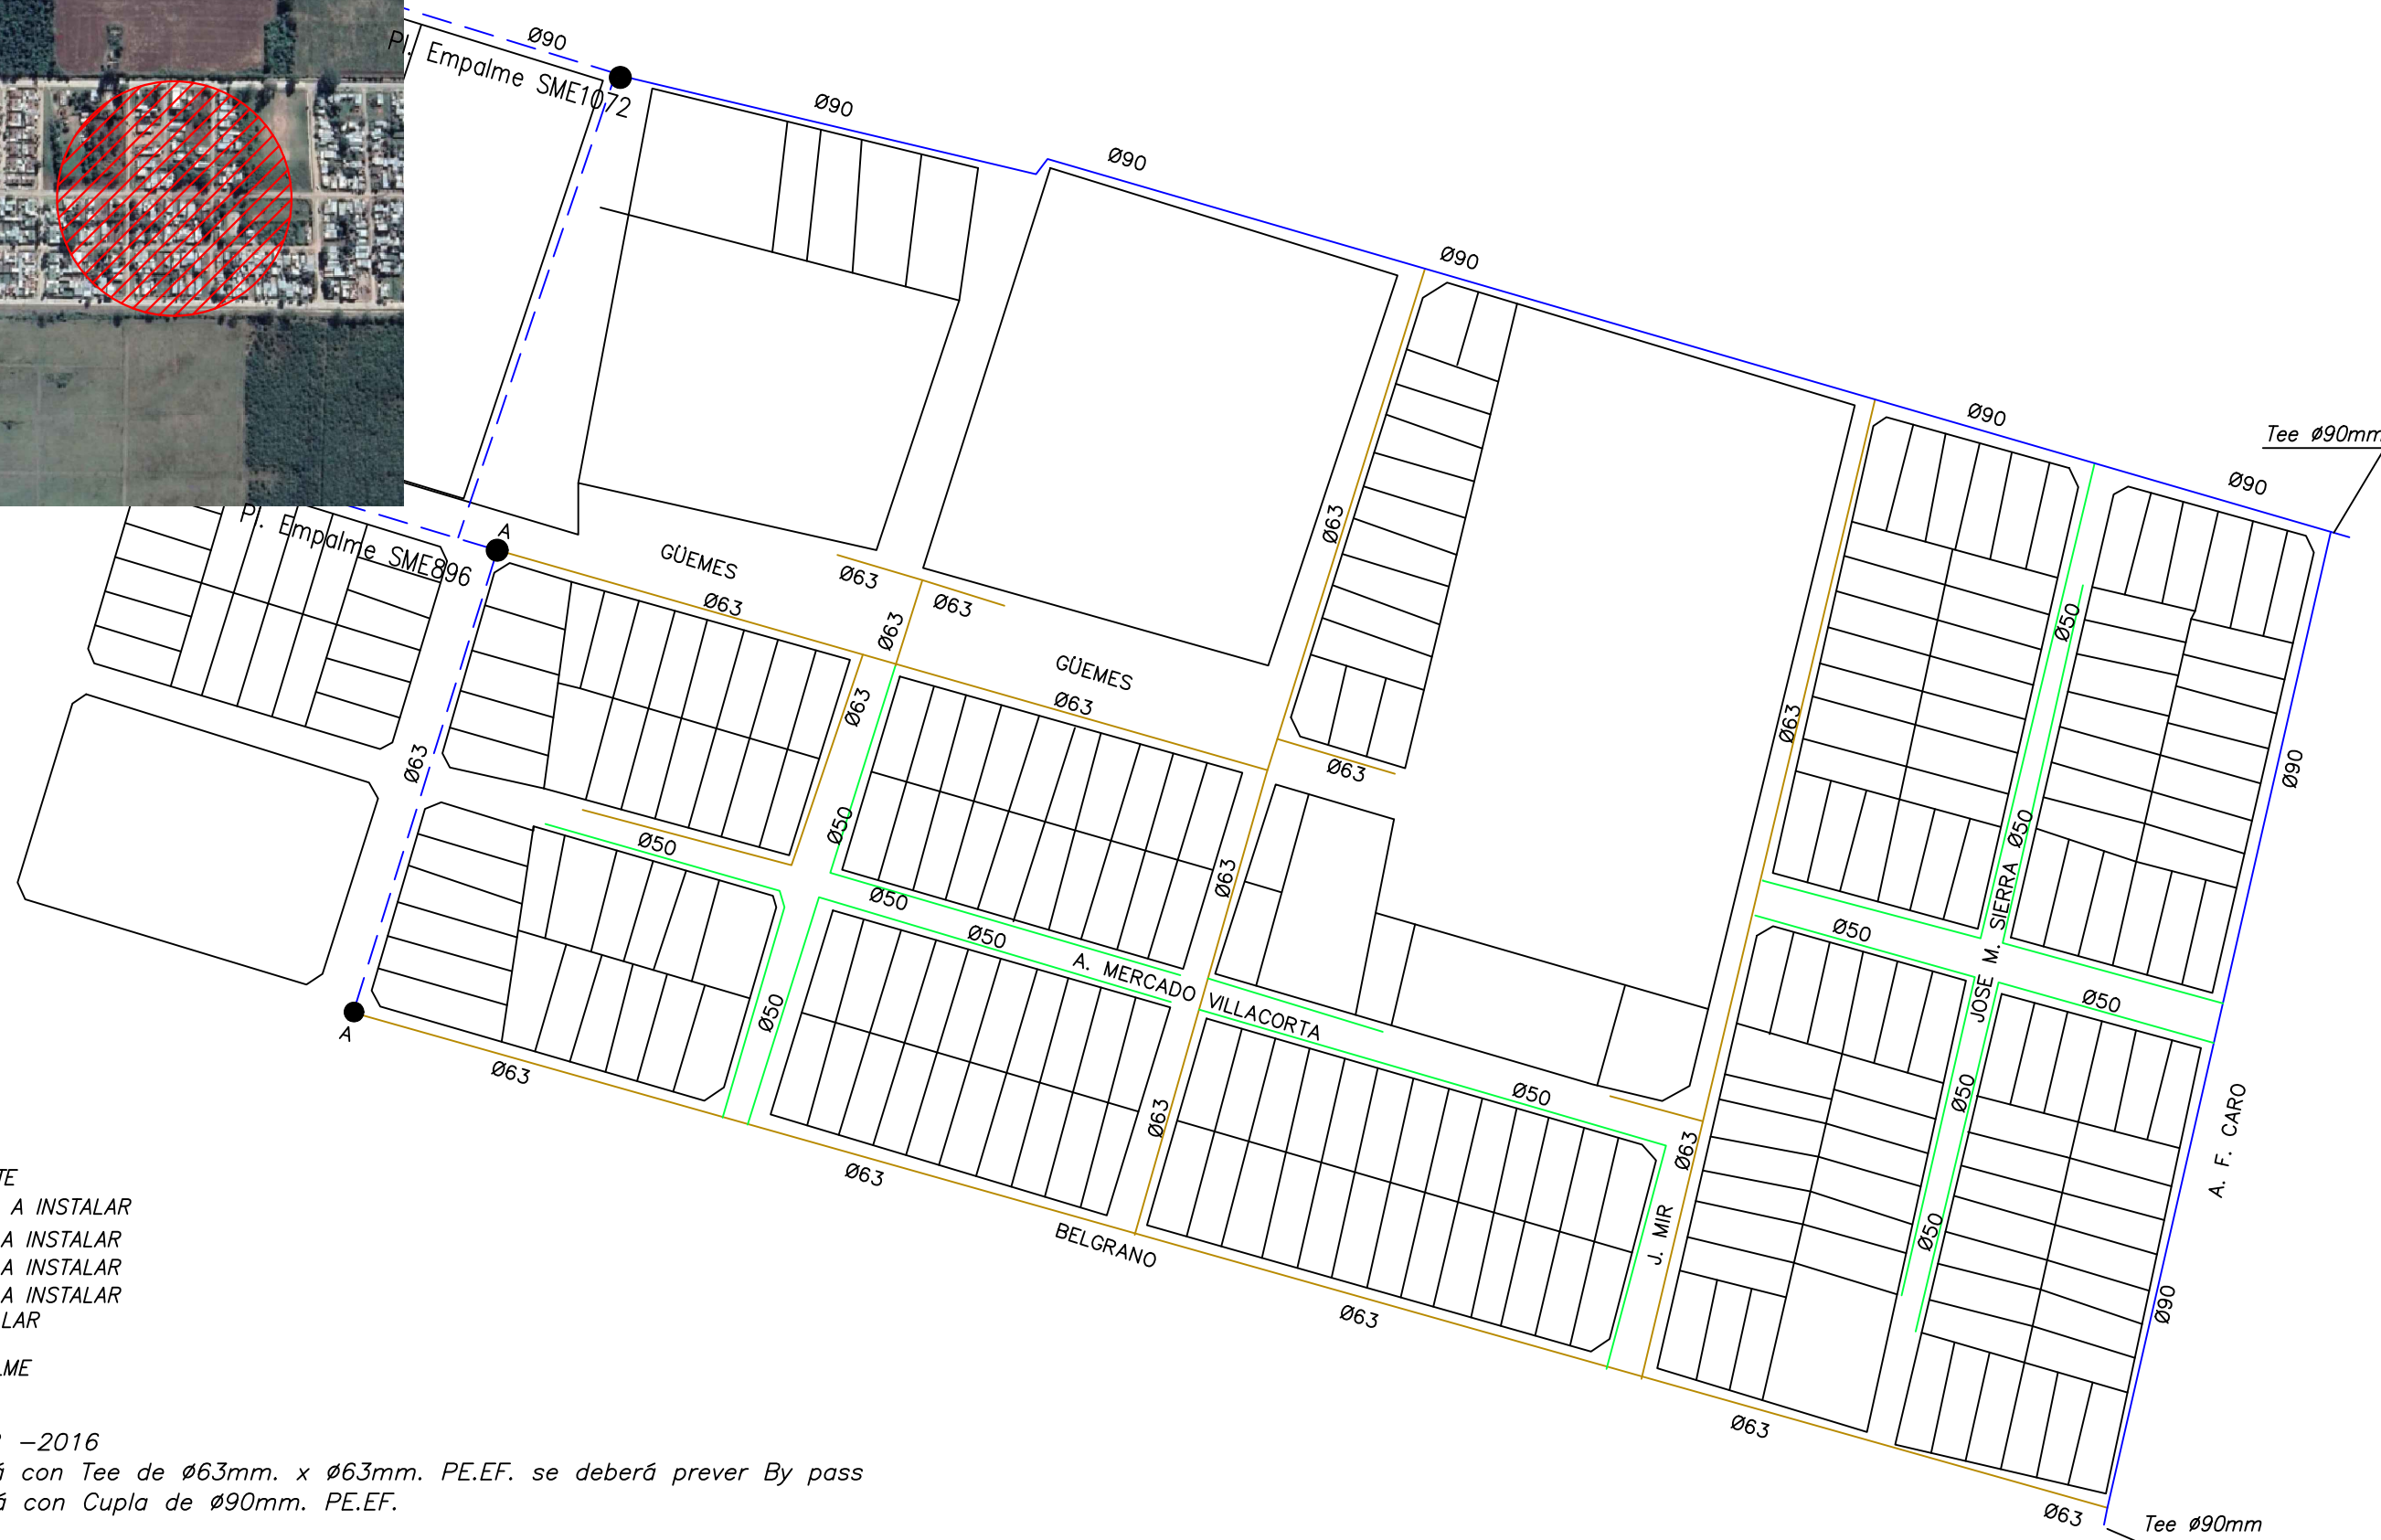 Ø90
Pl. Empalme SME1072
Ø90
Ø90
Ø90
Ø90
Tee Ø90mm
Ø90
Pl. Empalme SME896
A
GÜEMES
Ø63
Ø63
Ø63
Ø63
Ø63
Ø63
Ø50
GÜEMES
Ø63
Ø63
Ø63
Ø63
Ø63
Ø90
Ø50
Ø50
Ø50
Ø63
Ø50
Ø50
A. MERCADO
VILLACORTA
Ø50
JOSE M. SIERRA
Ø50
Ø50
A
Ø63
Ø63
Ø50
Ø63
Ø50
A. F. CARO
Ø63
BELGRANO
J. MIR
Ø50
Ø90
Ø63
Ø63
Ø63
Tee Ø90mm
A INSTALAR
A INSTALAR
A INSTALAR
A INSTALAR
-2016
con Tee de Ø63mm. x Ø63mm. PE.EF. se deberá prever By pass
con Cupla de Ø90mm. PE.EF.